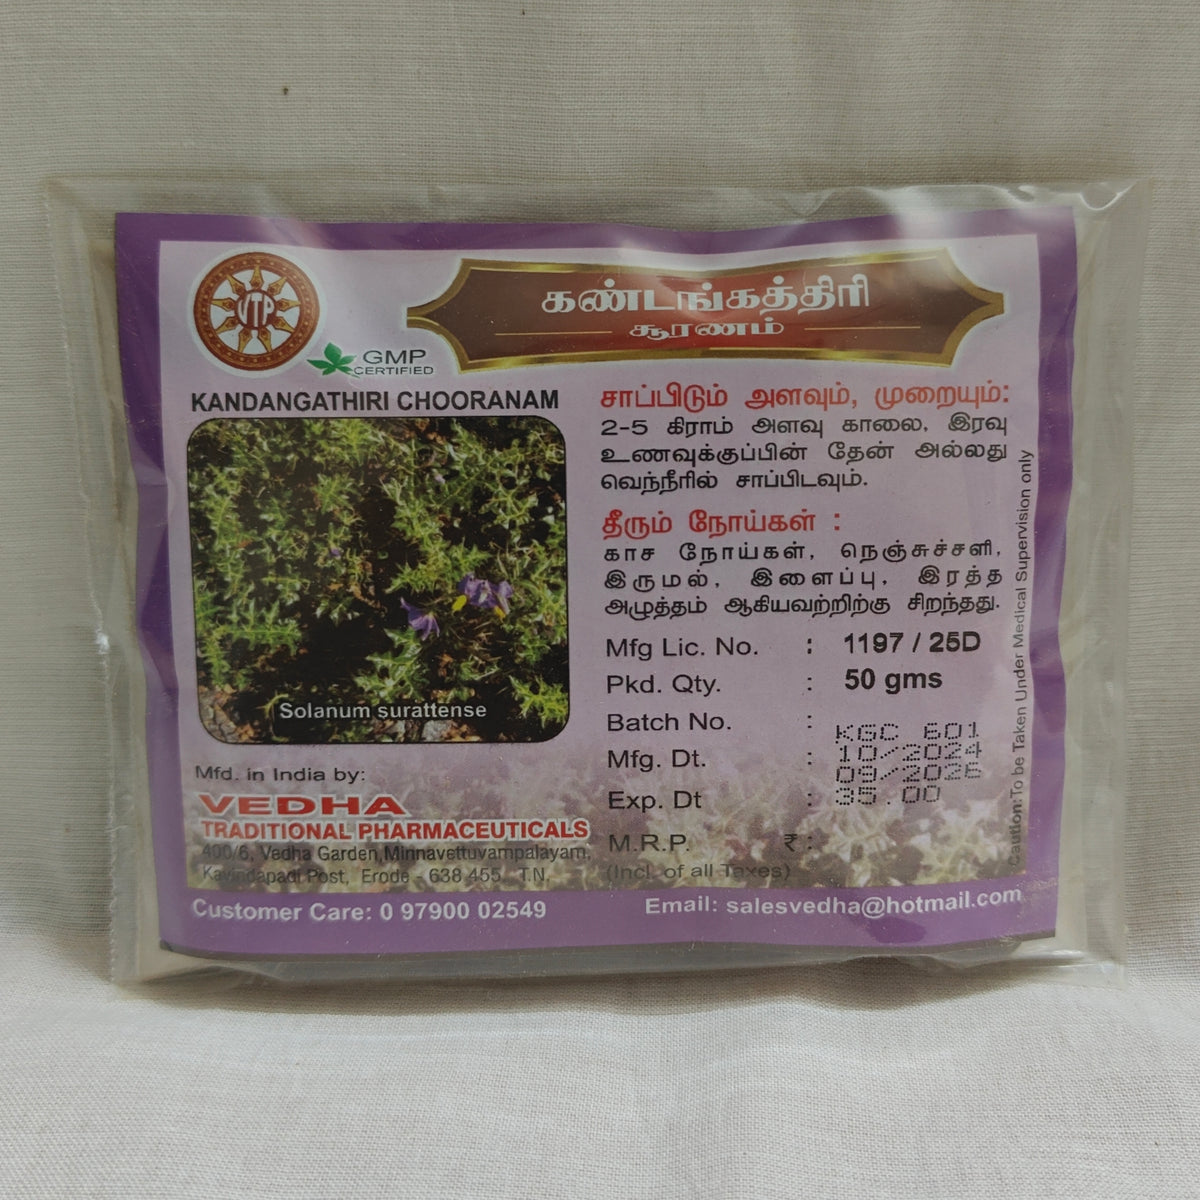 VTP
GMP
CERTIFIED
கண்டங்கத்திரி
சூரணம்
KANDANGATHIRI CHOORANAM
Solanum surattense
சாப்பிடும் அளவும், முறையும்:
2-5 கிராம் அளவு காலை, இரவு
உணவுக்குப்பின் தேன் அல்லது
வெந்நீரில் சாப்பிடவும்.
தீரும் நோய்கள் :
காச நோய்கள், நெஞ்சுச்சளி,
இருமல், இளைப்பு, இரத்த
அழுத்தம் ஆகியவற்றிற்கு சிறந்தது.
Mfg Lic. No. : 1197 / 25D
Pkd. Qty. : 50 gms
Batch No. : KGC 601
Mfg. Dt. : 10/2024
Exp. Dt : 09/2026
M.R.P. ₹ : 35.00
(Incl. of all Taxes)
Caution:To be Taken Under Medical Supervision only
Mfd. in India by:
VEDHA
TRADITIONAL PHARMACEUTICALS
400/6, Vedha Garden,Minnavettuvampalayam,
Kavindapadi Post, Erode - 638 455 T.N.
Customer Care: 0 97900 02549
Email: salesvedha@hotmail.com